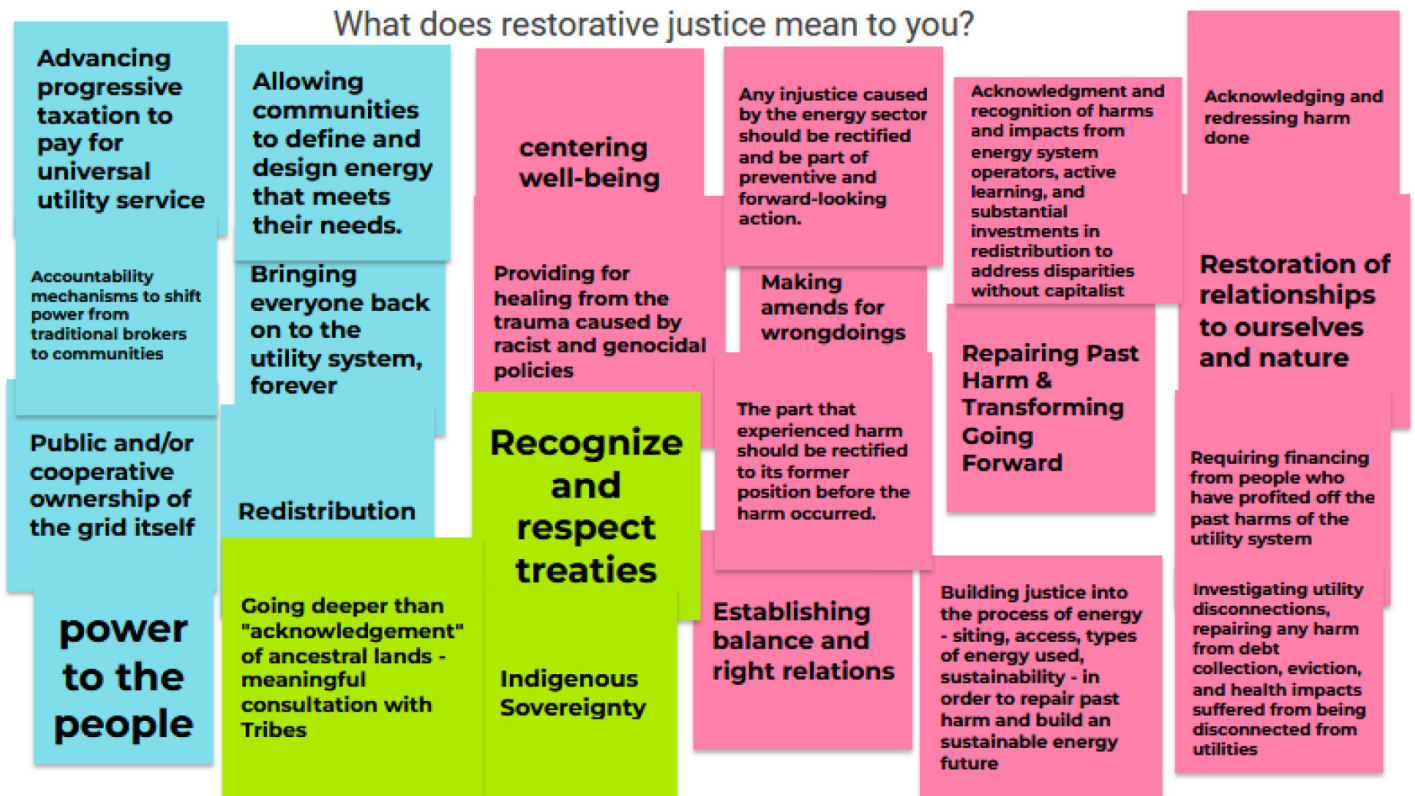 What does restorative justice mean to you?
Advancing
progressive
taxation to
pay for
universal
utility service
Accountability
mechanisms to shift
power from
traditional brokers
to communities
Public and/or
cooperative
ownership of
the grid itself
power
to the
people
Allowing
communities
to define and
design energy
that meets
their needs.
Bringing
everyone back
on to the
utility system,
forever
Redistribution
Going deeper than
"acknowledgement"
of ancestral lands -
meaningful
consultation with
Tribes
centering
well-being
Providing for
healing from the
trauma caused by
racist and genocidal
policies
Recognize
and
respect
treaties
Indigenous
Sovereignty
Any injustice caused
by the energy sector
should be rectified
and be part of
preventive and
forward-looking
action.
Making
amends for
wrongdoings
The part that
experienced harm
should be rectified
to its former
position before the
harm occurred.
Establishing
balance and
right relations
Acknowledgment and
recognition of harms
and impacts from
energy system
operators, active
learning, and
substantial
investments in
redistribution to
address disparities
without capitalist
Repairing Past
Harm &
Transforming
Going
Forward
Building justice into
the process of energy
- siting, access, types
of energy used,
sustainability - in
order to repair past
harm and build an
sustainable energy
future
Acknowledging and
redressing harm
done
Restoration of
relationships
to ourselves
and nature
Requiring financing
from people who
have profited off the
past harms of the
utility system
Investigating utility
disconnections,
repairing any harm
from debt
collection, eviction,
and health impacts
suffered from being
disconnected from
utilities